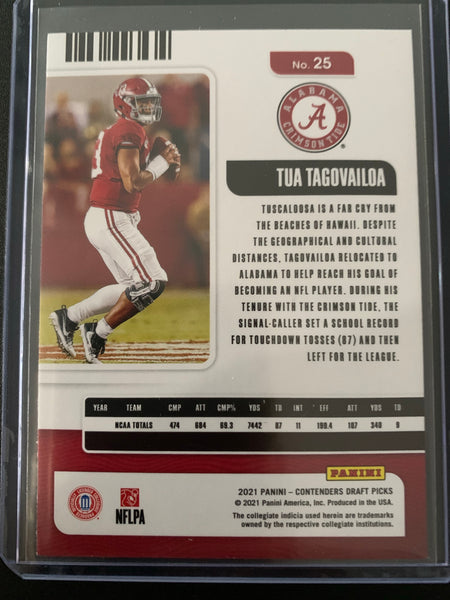 No. 25
ALABAMA
A
CRIMSON TIDE
®
TUA TAGOVAILOA
TUSCALOOSA IS A FAR CRY FROM
THE BEACHES OF HAWAII. DESPITE
THE GEOGRAPHICAL AND CULTURAL
DISTANCES, TAGOVAILOA RELOCATED TO
ALABAMA TO HELP REACH HIS GOAL OF
BECOMING AN NFL PLAYER. DURING HIS
TENURE WITH THE CRIMSON TIDE, THE
SIGNAL-CALLER SET A SCHOOL RECORD
FOR TOUCHDOWN TOSSES (87) AND THEN
LEFT FOR THE LEAGUE.
YEAR TEAM CMP ATT CMP% YDS TD INT EFF ATT YDS TD
NCAA TOTALS 474 684 69.3 7442 87 11 199.4 107 340 9
PANINI
2021 PANINI – CONTENDERS DRAFT PICKS
© 2021 Panini America, Inc. Produced in the USA.
The collegiate indicia used herein are trademarks
owned by the respective collegiate institutions.
NFLPA